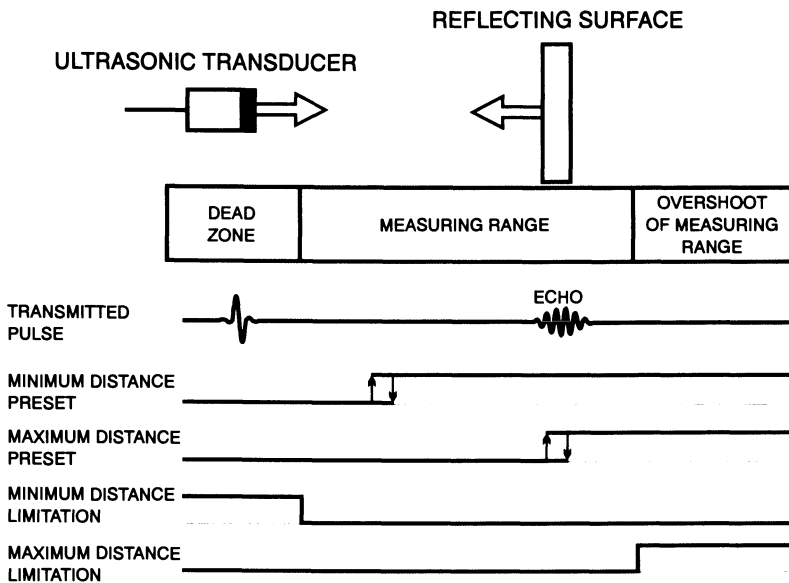 REFLECTING SURFACE
ULTRASONIC TRANSDUCER
DEAD
ZONE
MEASURING RANGE
OVERSHOOT
OF MEASURING
RANGE
TRANSMITTED
PULSE
ECHO
MINIMUM DISTANCE
PRESET
MAXIMUM DISTANCE
PRESET
MINIMUM DISTANCE
LIMITATION
MAXIMUM DISTANCE
LIMITATION